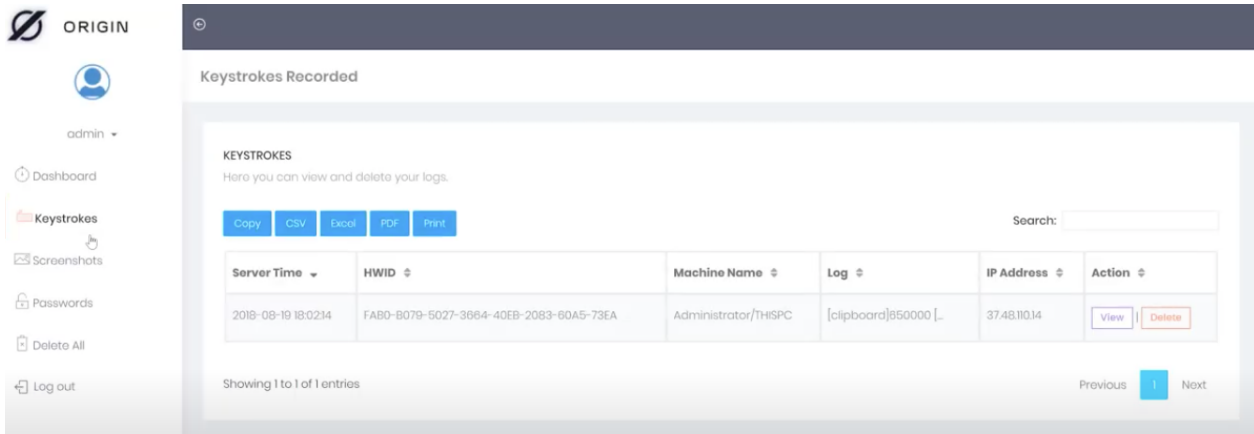 ORIGIN
admin
Dashboard
Keystrokes
Screenshots
Passwords
Delete All
Log out
Keystrokes Recorded
KEYSTROKES
Here you can view and delete your logs.
Copy CSV Excel PDF Print
Search:
Server Time HWID Machine Name Log IP Address Action
2018-08-19 18:02:14 FAB0-B079-5027-3664-40EB-2083-60A5-73EA Administrator/THISPC [clipboard]650000 [... 37.48.110.14 View | Delete
Showing 1 to 1 of 1 entries
Previous 1 Next